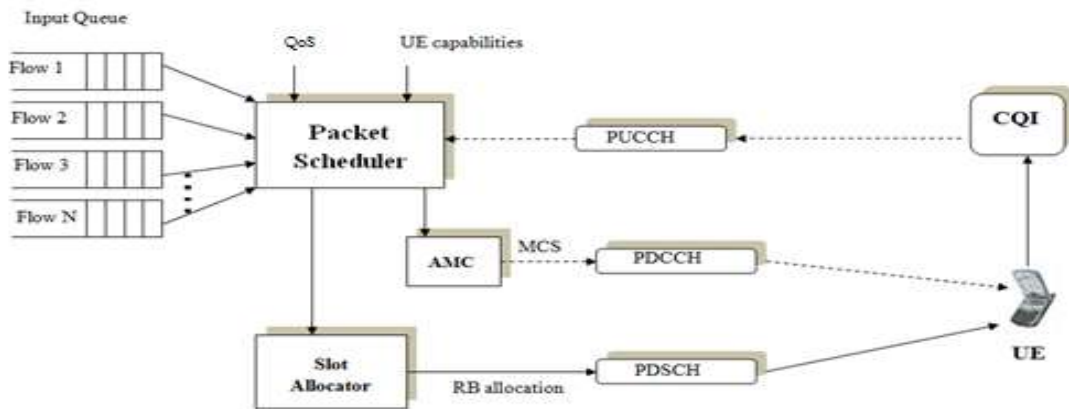 Input Queue
QoS
UE capabilities
Flow 1
Flow 2
Flow 3
Flow N
Packet
Scheduler
PUCCH
CQI
AMC
MCS
PDCCH
UE
Slot
Allocator
RB allocation
PDSCH